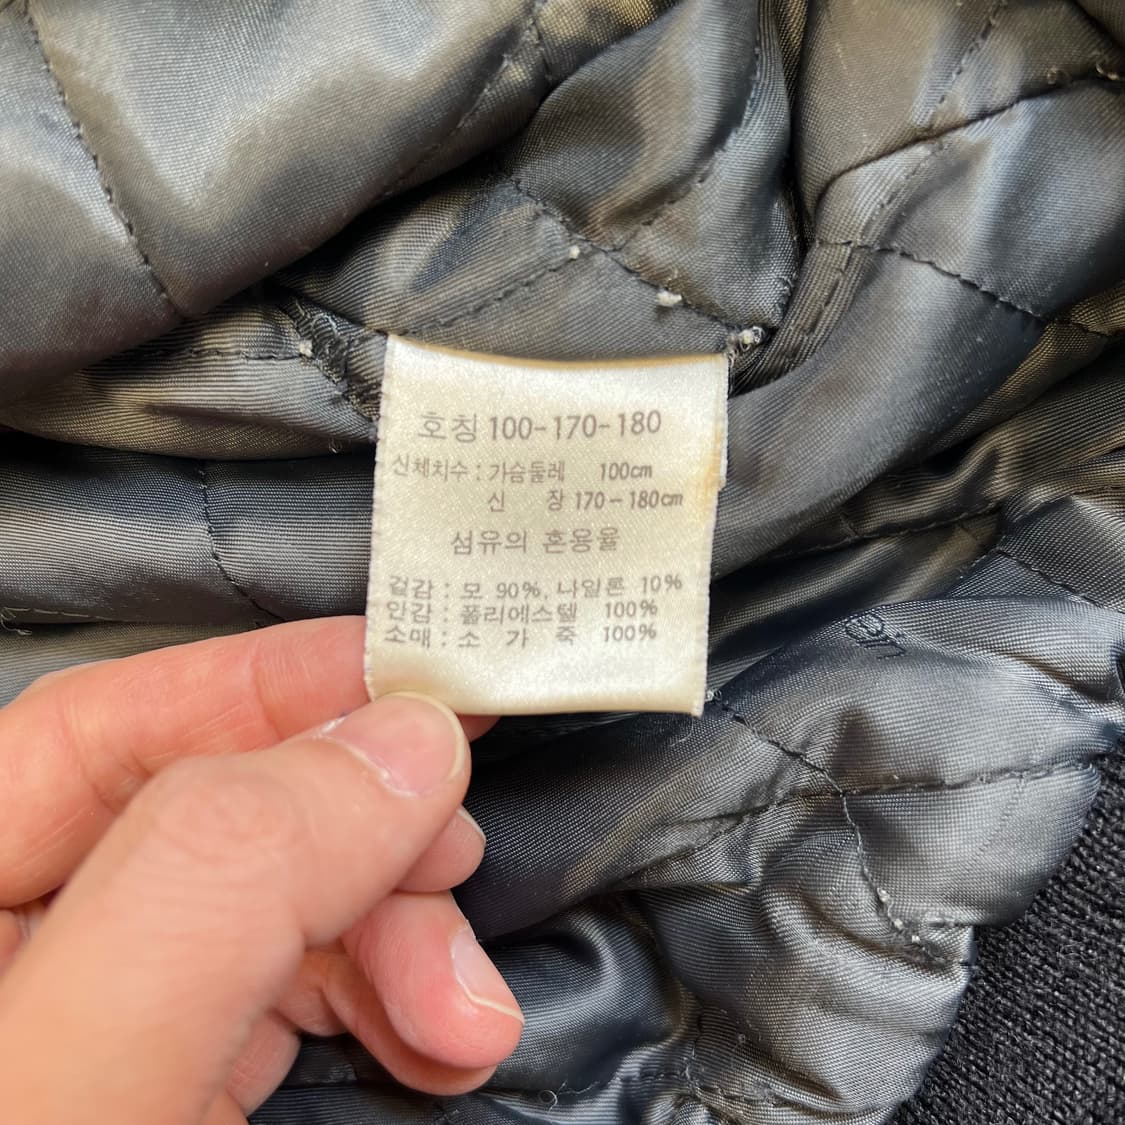 호칭 100-170-180
신체치수 : 가슴둘레 100cm
신 장 170-180cm
섬유의 혼용율
겉감 : 모 90%, 나일론 10%
안감 : 폴리에스텔 100%
소매 : 소 가 죽 100%